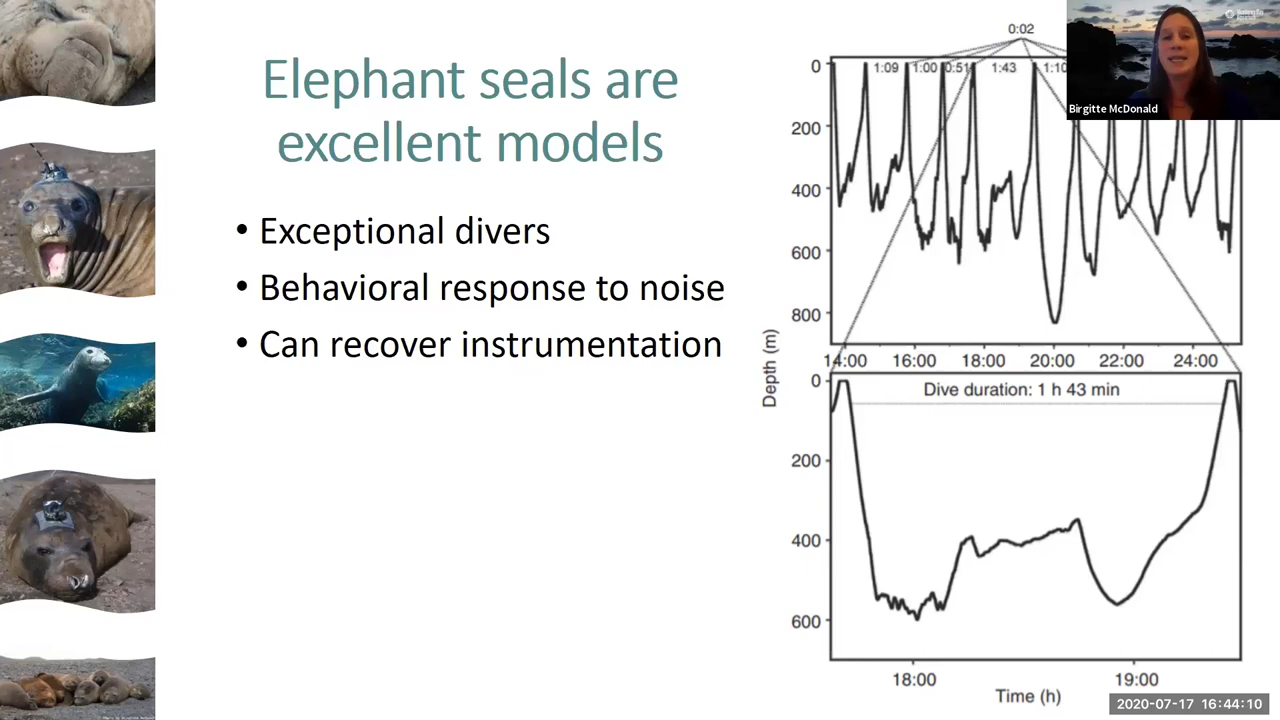 Elephant seals are
excellent models
• Exceptional divers
• Behavioral response to noise
• Can recover instrumentation
0:02
1:09 1:00 0:51 1:43 1:10
0
200
400
600
800
14:00 16:00 18:00 20:00 22:00 24:00
Depth (m)
Dive duration: 1 h 43 min
0
200
400
600
18:00 19:00
Time (h)
Birgitte McDonald
Monterey Bay
Aquarium
2020-07-17 16:44:10